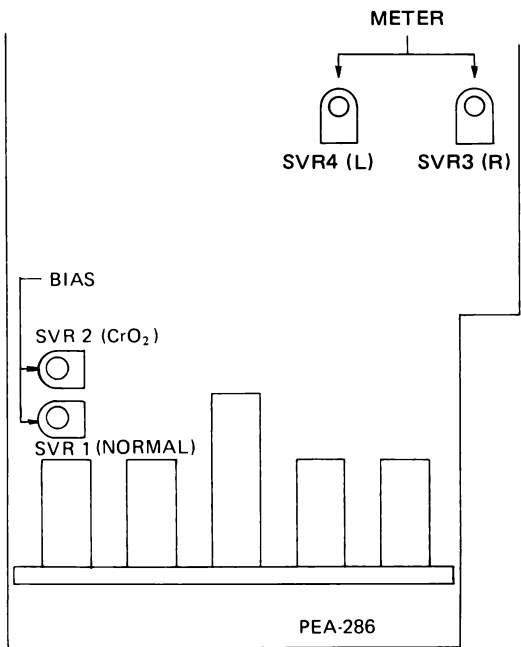 METER
SVR4 (L)
SVR3 (R)
BIAS
SVR 2 (CrO₂)
SVR 1 (NORMAL)
PEA-286